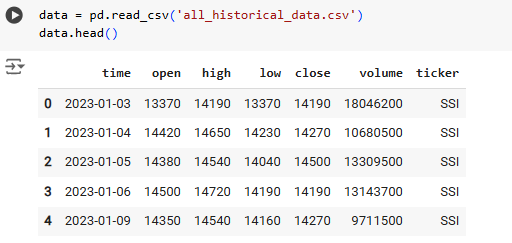 data = pd.read_csv('all_historical_data.csv')
data.head()
time open high low close volume ticker
0 2023-01-03 13370 14190 13370 14190 18046200 SSI
1 2023-01-04 14420 14650 14230 14270 10680500 SSI
2 2023-01-05 14380 14540 14040 14500 13309500 SSI
3 2023-01-06 14500 14720 14190 14190 13143700 SSI
4 2023-01-09 14350 14540 14160 14270 9711500 SSI